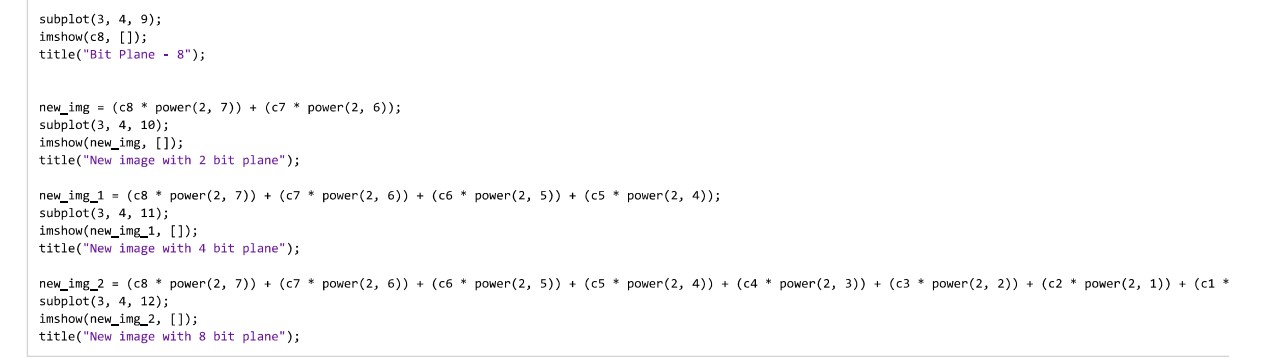 subplot(3, 4, 9);
imshow(c8, []);
title("Bit Plane - 8");
new_img = (c8 * power(2, 7)) + (c7 * power(2, 6));
subplot(3, 4, 10);
imshow(new_img, []);
title("New image with 2 bit plane");
new_img_1 = (c8 * power(2, 7)) + (c7 * power(2, 6)) + (c6 * power(2, 5)) + (c5 * power(2, 4));
subplot(3, 4, 11);
imshow(new_img_1, []);
title("New image with 4 bit plane");
new_img_2 = (c8 * power(2, 7)) + (c7 * power(2, 6)) + (c6 * power(2, 5)) + (c5 * power(2, 4)) + (c4 * power(2, 3)) + (c3 * power(2, 2)) + (c2 * power(2, 1)) + (c1 *
subplot(3, 4, 12);
imshow(new_img_2, []);
title("New image with 8 bit plane");